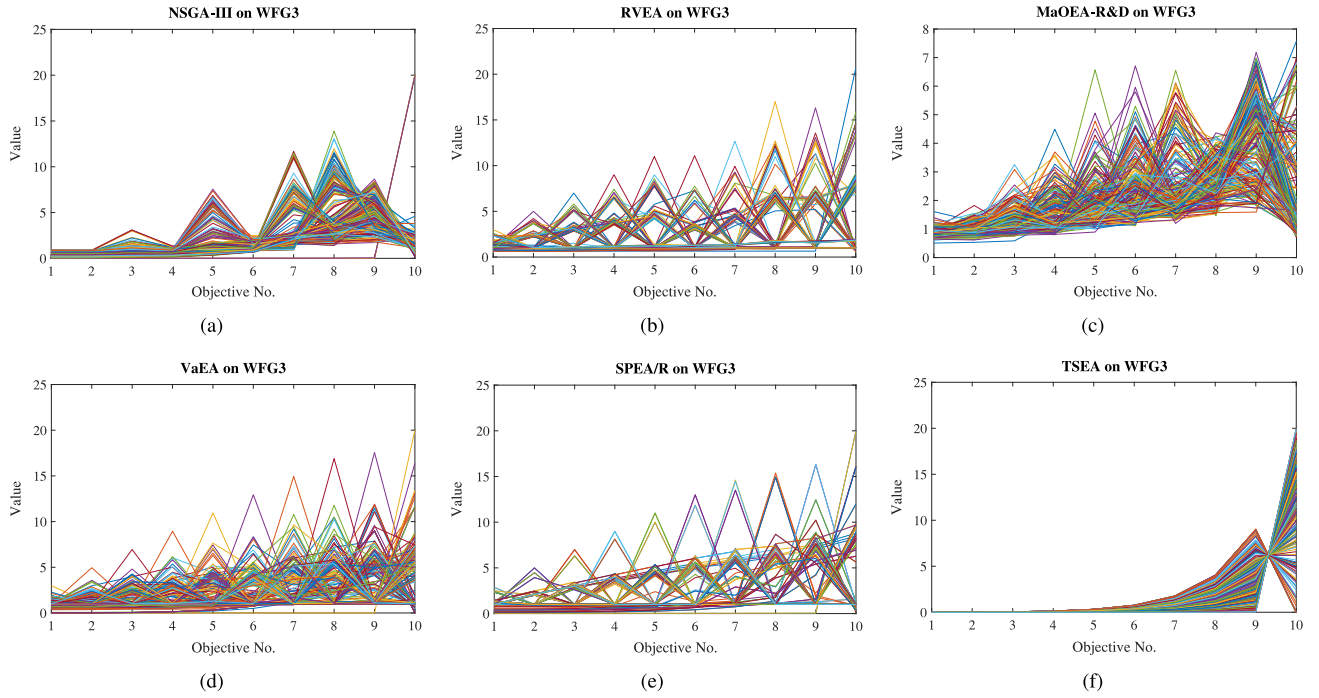 NSGA-III on WFG3
25
20
15
10
5
0
Value
1 2 3 4 5 6 7 8 9 10
Objective No.
(a)
RVEA on WFG3
25
20
15
10
5
0
Value
1 2 3 4 5 6 7 8 9 10
Objective No.
(b)
MaOEA-R&D on WFG3
8
7
6
5
4
3
2
1
0
Value
1 2 3 4 5 6 7 8 9 10
Objective No.
(c)
VaEA on WFG3
25
20
15
10
5
0
Value
1 2 3 4 5 6 7 8 9 10
Objective No.
(d)
SPEA/R on WFG3
25
20
15
10
5
0
Value
1 2 3 4 5 6 7 8 9 10
Objective No.
(e)
TSEA on WFG3
25
20
15
10
5
0
Value
1 2 3 4 5 6 7 8 9 10
Objective No.
(f)